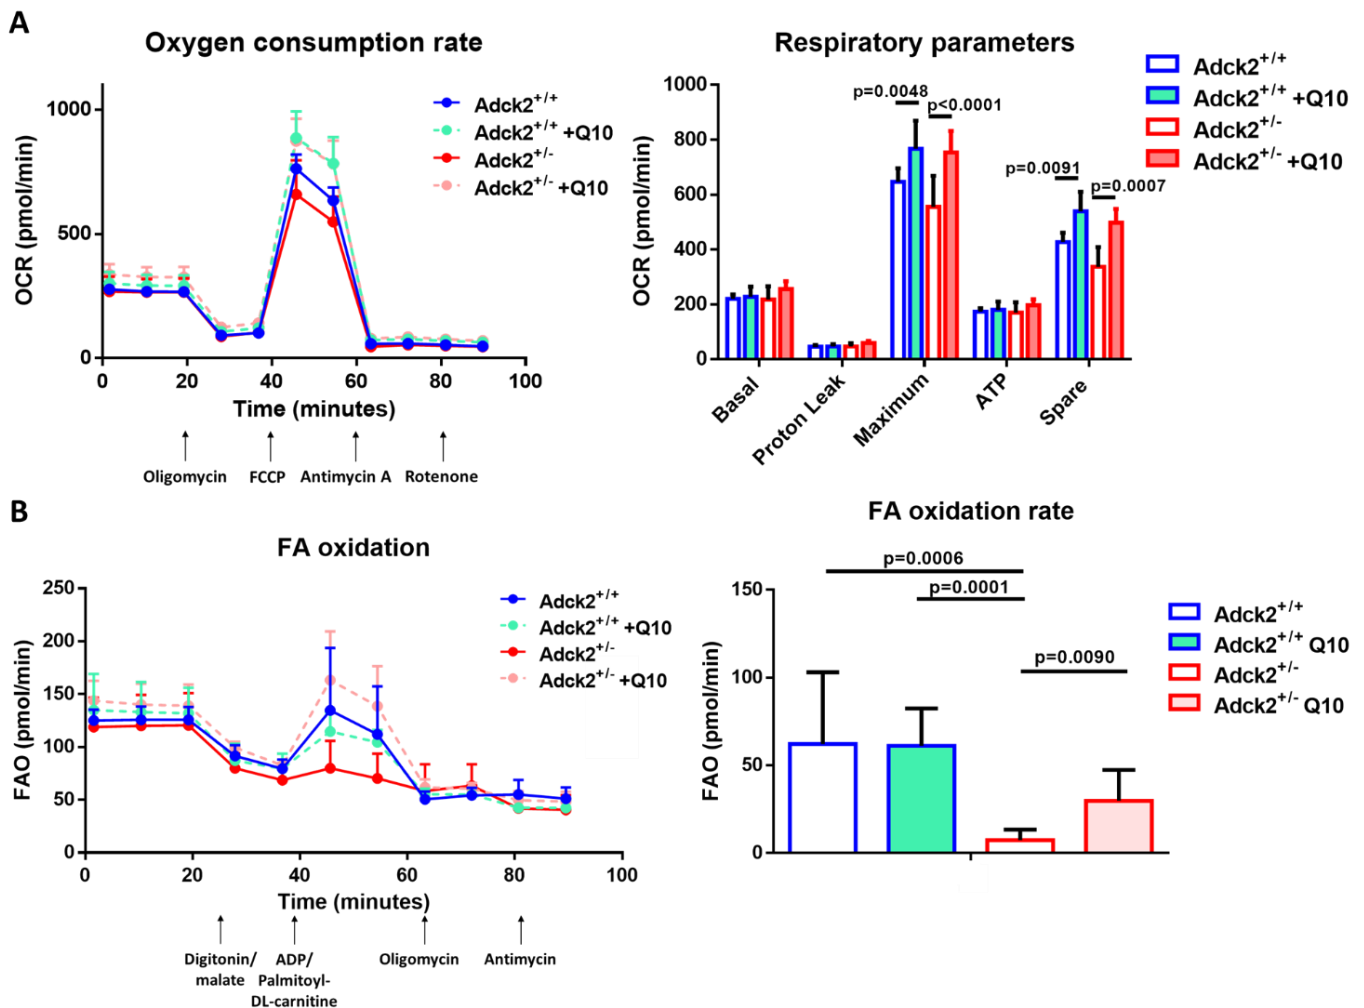 A
Oxygen consumption rate
OCR (pmol/min)
1000
500
0
0 20 40 60 80 100
Time (minutes)
Adck2+/+
Adck2+/+ +Q10
Adck2+/-
Adck2+/- +Q10
Oligomycin FCCP Antimycin A Rotenone
Respiratory parameters
OCR (pmol/min)
1000
800
600
400
200
0
p=0.0048
p<0.0001
p=0.0091
p=0.0007
Basal
Proton Leak
Maximum
ATP
Spare
Adck2+/+
Adck2+/+ +Q10
Adck2+/-
Adck2+/- +Q10
B
FA oxidation
FAO (pmol/min)
250
200
150
100
50
0
0 20 40 60 80 100
Time (minutes)
Adck2+/+
Adck2+/+ +Q10
Adck2+/-
Adck2+/- +Q10
Digitonin/
malate
ADP/
Palmitoyl-
DL-carnitine
Oligomycin
Antimycin
FA oxidation rate
FAO (pmol/min)
150
100
50
0
p=0.0006
p=0.0001
p=0.0090
Adck2+/+
Adck2+/+ Q10
Adck2+/-
Adck2+/- Q10